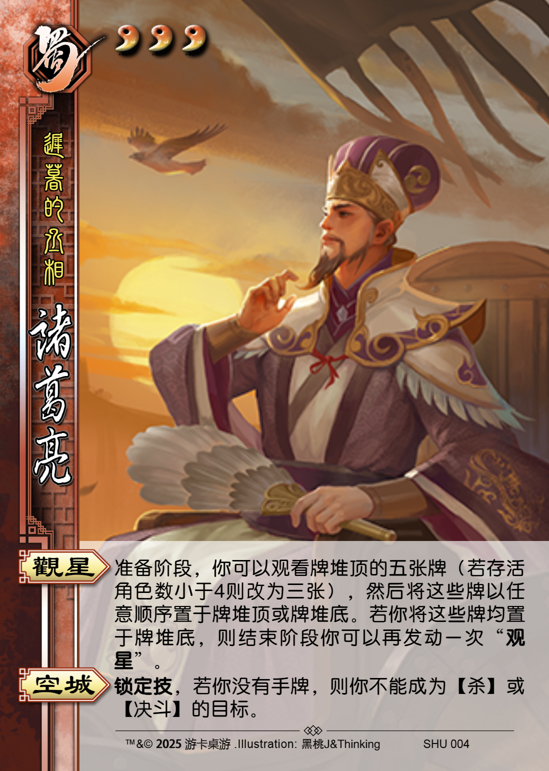 蜀
遲暮的丞相
諸葛亮
觀星
准备阶段，你可以观看牌堆顶的五张牌（若存活
角色数小于4则改为三张），然后将这些牌以任
意顺序置于牌堆顶或牌堆底。若你将这些牌均置
于牌堆底，则结束阶段你可以再发动一次“观
星”。
空城
锁定技，若你没有手牌，则你不能成为【杀】或
【决斗】的目标。
™&© 2025 游卡桌游 .Illustration: 黑桃J&Thinking SHU 004